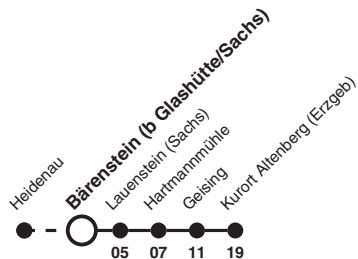 Heidenau
Bärenstein (b Glashütte/Sachs)
Lauenstein (Sachs)
Hartmannmühle
Geising
Kurort Altenberg (Erzgeb)
05 07 11 19